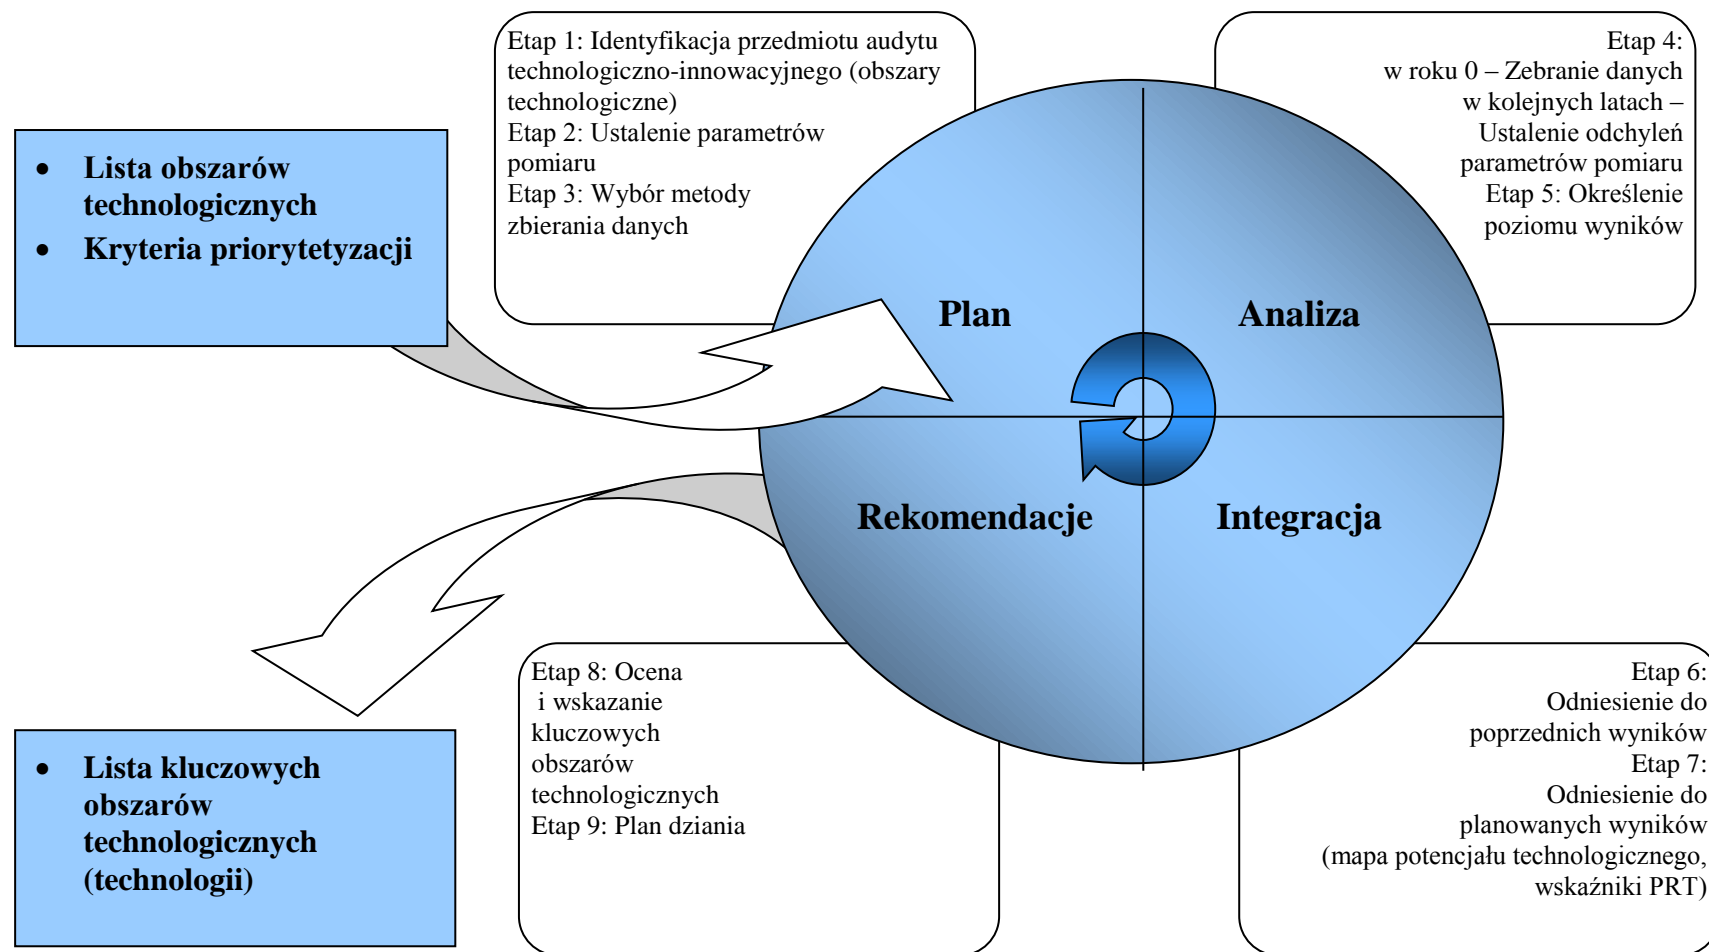 Etap 1: Identyfikacja przedmiotu audytu
technologiczno-innowacyjnego (obszary
technologiczne)
Etap 2: Ustalenie parametrów
pomiaru
Etap 3: Wybór metody
zbierania danych
Etap 4:
w roku 0 – Zebranie danych
w kolejnych latach –
Ustalenie odchyleń
parametrów pomiaru
Etap 5: Określenie
poziomu wyników
• Lista obszarów
technologicznych
• Kryteria priorytetyzacji
Plan
Analiza
Rekomendacje
Integracja
Etap 8: Ocena
i wskazanie
kluczowych
obszarów
technologicznych
Etap 9: Plan dziania
Etap 6:
Odniesienie do
poprzednich wyników
Etap 7:
Odniesienie do
planowanych wyników
(mapa potencjału technologicznego,
wskaźniki PRT)
• Lista kluczowych
obszarów
technologicznych
(technologii)